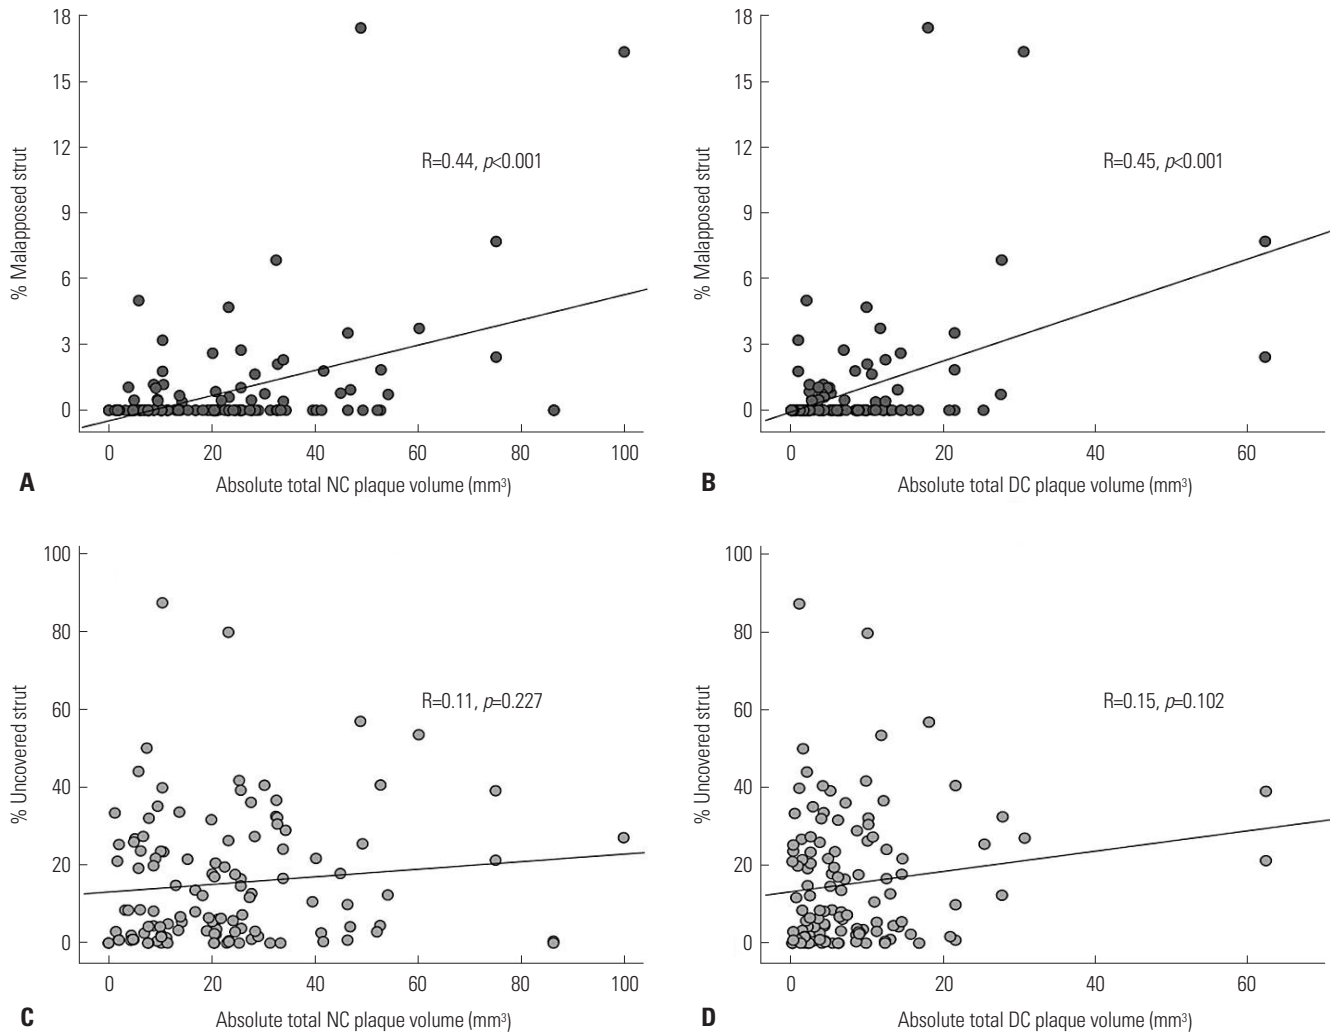 18
15
12
9
6
3
0
% Malapposed strut
R=0.44, p<0.001
0 20 40 60 80 100
Absolute total NC plaque volume (mm³)
A
18
15
12
9
6
3
0
% Malapposed strut
R=0.45, p<0.001
0 20 40 60
Absolute total DC plaque volume (mm³)
B
100
80
60
40
20
0
% Uncovered strut
R=0.11, p=0.227
0 20 40 60 80 100
Absolute total NC plaque volume (mm³)
C
100
80
60
40
20
0
% Uncovered strut
R=0.15, p=0.102
0 20 40 60
Absolute total DC plaque volume (mm³)
D